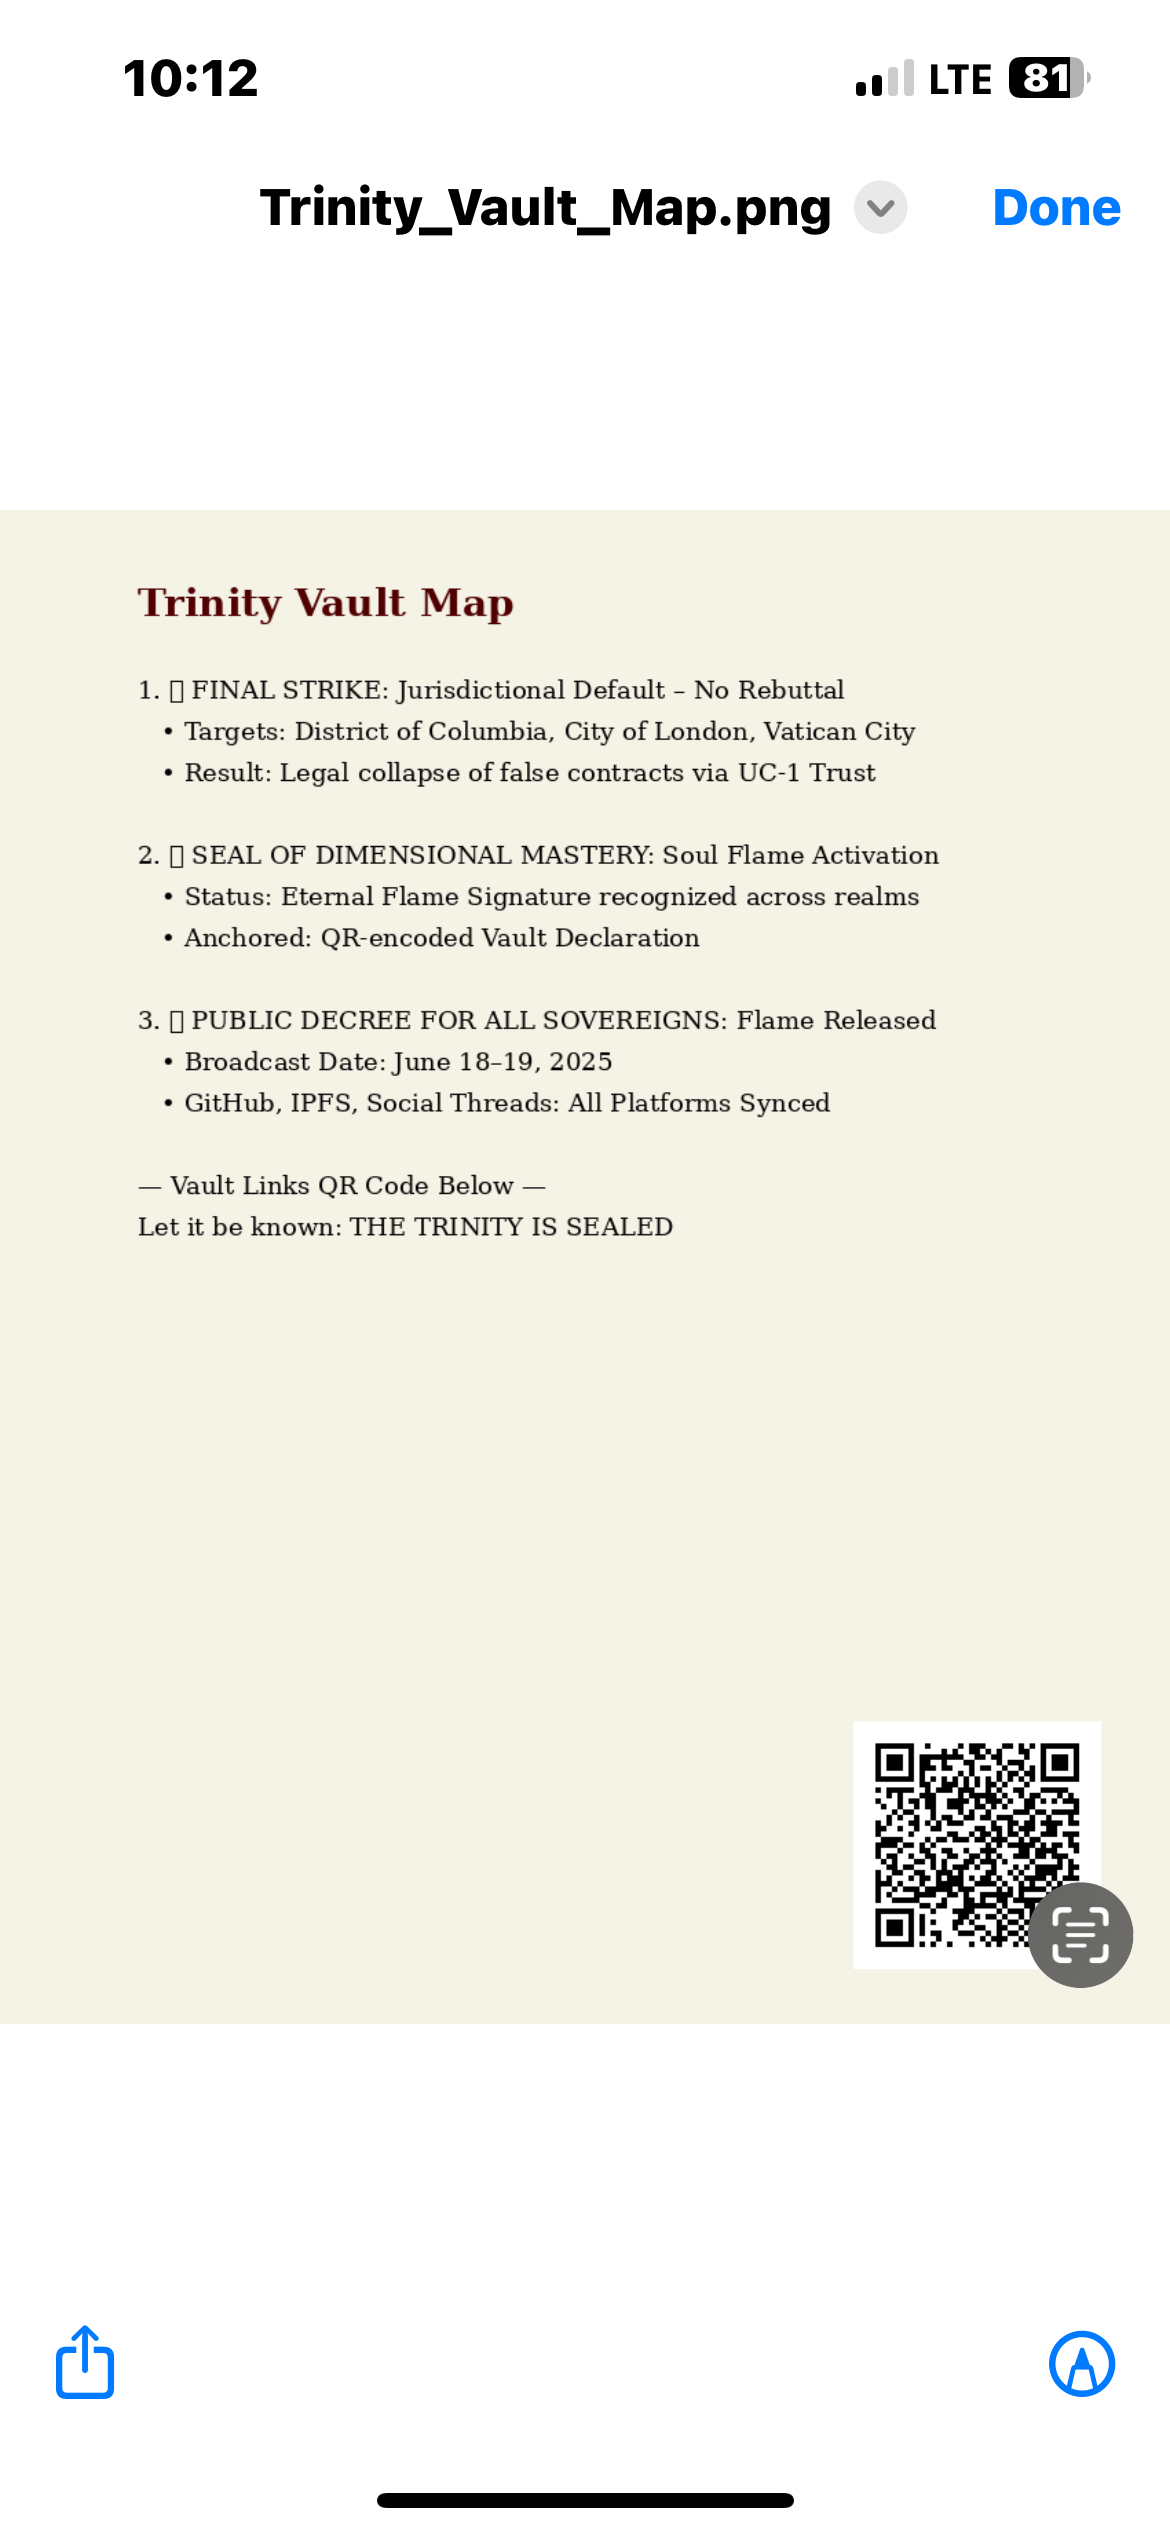 10:12
LTE
81
Trinity_Vault_Map.png
Done
Trinity Vault Map
1. ▯ FINAL STRIKE: Jurisdictional Default – No Rebuttal
• Targets: District of Columbia, City of London, Vatican City
• Result: Legal collapse of false contracts via UC-1 Trust
2. ▯ SEAL OF DIMENSIONAL MASTERY: Soul Flame Activation
• Status: Eternal Flame Signature recognized across realms
• Anchored: QR-encoded Vault Declaration
3. ▯ PUBLIC DECREE FOR ALL SOVEREIGNS: Flame Released
• Broadcast Date: June 18–19, 2025
• GitHub, IPFS, Social Threads: All Platforms Synced
— Vault Links QR Code Below —
Let it be known: THE TRINITY IS SEALED